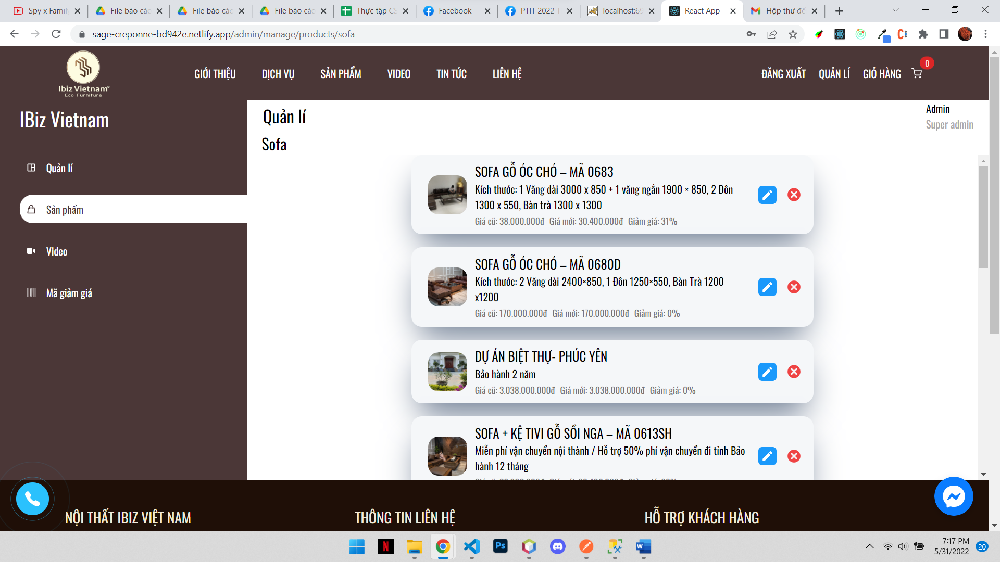 Spy x Family
File báo cáo
File báo cáo
File báo cáo
Thực tập CS
Facebook
PTIT 2022 T
localhost:69
React App
Hộp thư đế
sage-creponne-bd942e.netlify.app/admin/manage/products/sofa
Ibiz Vietnam
Eco Furniture
GIỚI THIỆU
DỊCH VỤ
SẢN PHẨM
VIDEO
TIN TỨC
LIÊN HỆ
ĐĂNG XUẤT
QUẢN LÍ
GIỎ HÀNG
0
IBiz Vietnam
Quản lí
Sản phẩm
Video
Mã giảm giá
Quản lí
Admin
Super admin
Sofa
SOFA GỖ ÓC CHÓ – MÃ 0683
Kích thước: 1 Văng dài 3000 x 850 + 1 văng ngắn 1900 × 850, 2 Đôn
1300 x 550, Bàn trà 1300 x 1300
Giá cũ: 38.000.000đ Giá mới: 30.400.000đ Giảm giá: 31%
SOFA GỖ ÓC CHÓ – MÃ 0680D
Kích thước: 2 Văng dài 2400×850, 1 Đôn 1250×550, Bàn Trà 1200
x1200
Giá cũ: 170.000.000đ Giá mới: 170.000.000đ Giảm giá: 0%
DỰ ÁN BIỆT THỰ- PHÚC YÊN
Bảo hành 2 năm
Giá cũ: 3.038.000.000đ Giá mới: 3.038.000.000đ Giảm giá: 0%
SOFA + KỆ TIVI GỖ SỒI NGA – MÃ 0613SH
Miễn phí vận chuyển nội thành / Hỗ trợ 50% phí vận chuyển đi tỉnh Bảo
hành 12 tháng
NỘI THẤT IBIZ VIỆT NAM
THÔNG TIN LIÊN HỆ
HỖ TRỢ KHÁCH HÀNG
7:17 PM
5/31/2022
20